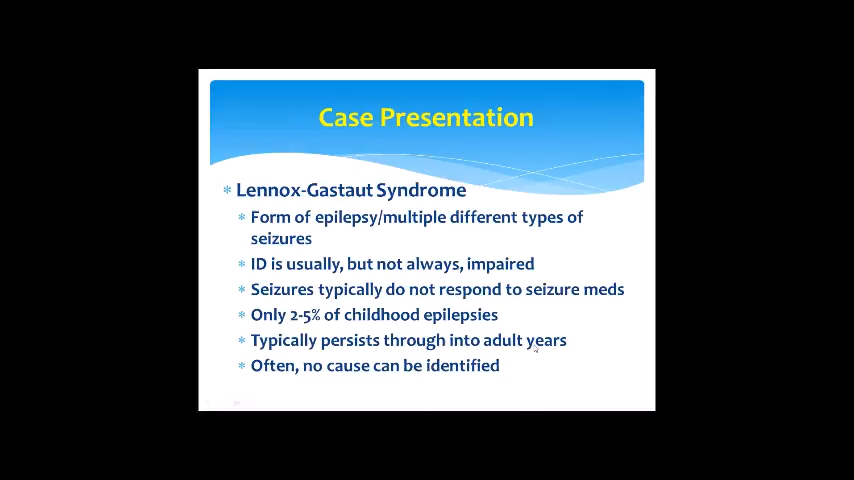 Case Presentation
* Lennox-Gastaut Syndrome
* Form of epilepsy/multiple different types of
seizures
* ID is usually, but not always, impaired
* Seizures typically do not respond to seizure meds
* Only 2-5% of childhood epilepsies
* Typically persists through into adult years
* Often, no cause can be identified